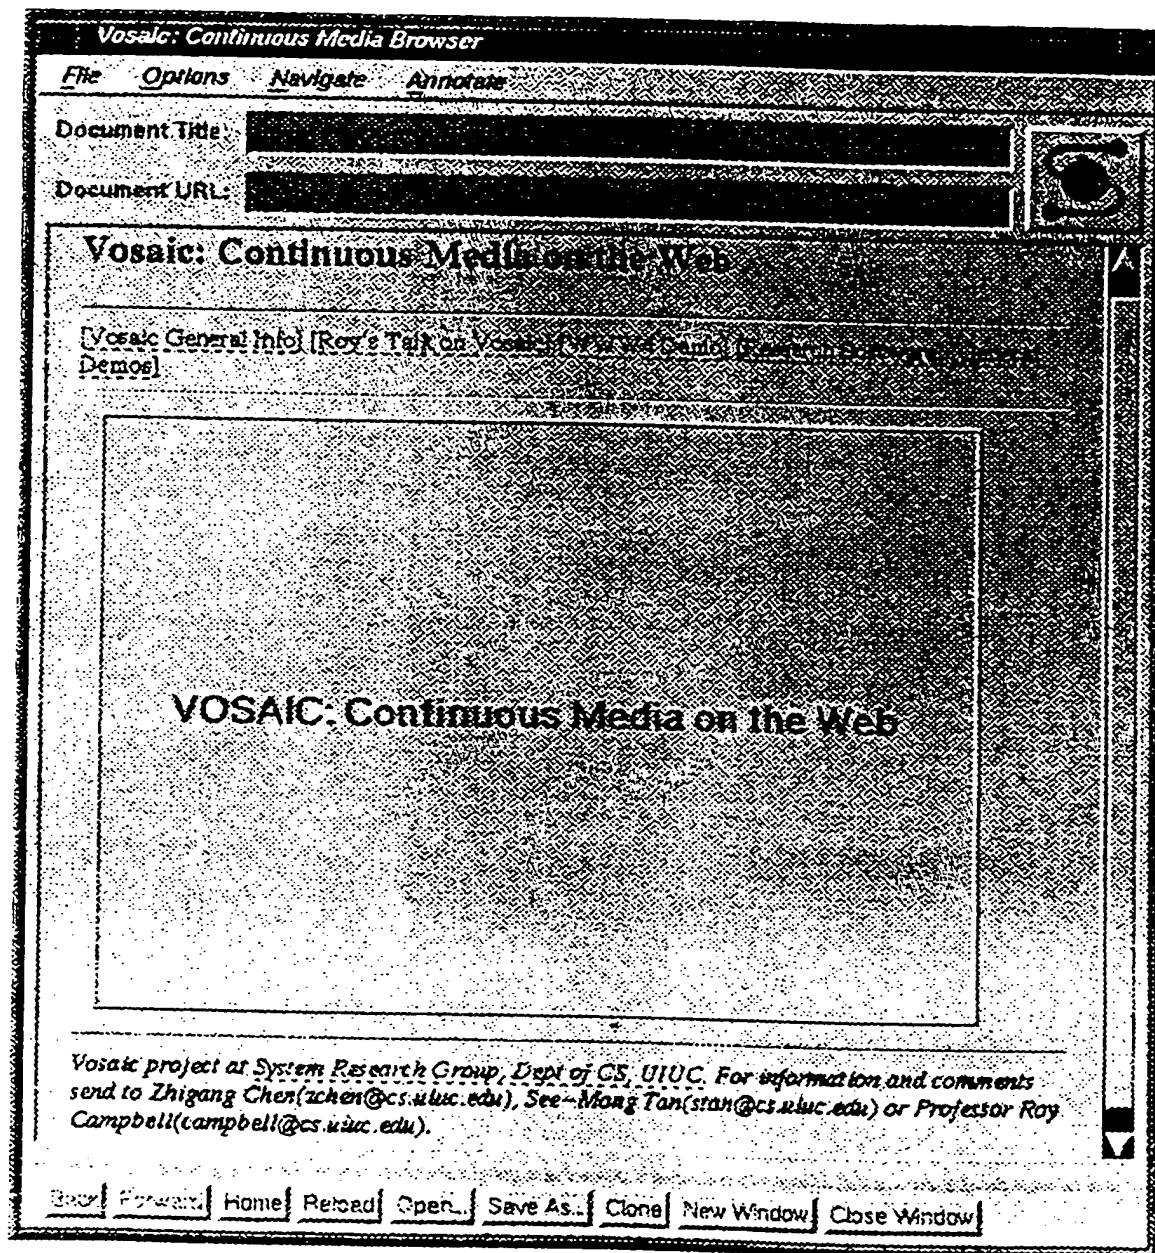 Vosaic: Continuous Media Browser
File Options Navigate Annotate
Document Title:
Document URL:
Vosaic: Continuous Media on the Web
[Vosaic General Info] [Roy's Talk on Vosaic] Demo]
Demos]
VOSAIC: Continuous Media on the Web
Vosaic project at System Research Group, Dept of CS, UIUC. For information and comments
send to Zhigang Chen(zchen@cs.uiuc.edu), See-Mong Tan(stan@cs.uiuc.edu) or Professor Roy
Campbell(campbell@cs.uiuc.edu).
Back Forward Home Reload Open... Save As... Clone New Window Close Window